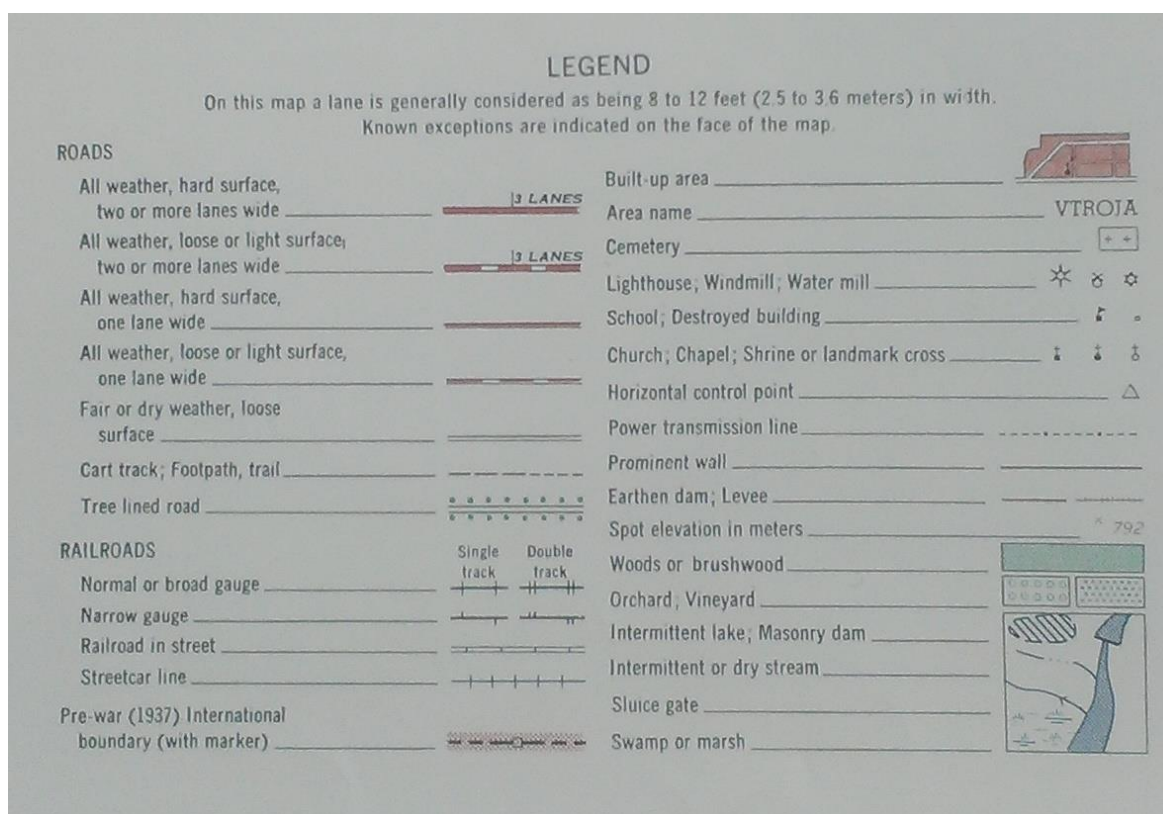 LEGEND
On this map a lane is generally considered as being 8 to 12 feet (2.5 to 3.6 meters) in width.
Known exceptions are indicated on the face of the map.
ROADS
All weather, hard surface,
two or more lanes wide
3 LANES
All weather, loose or light surface,
two or more lanes wide
3 LANES
All weather, hard surface,
one lane wide
All weather, loose or light surface,
one lane wide
Fair or dry weather, loose
surface
Cart track; Footpath, trail
Tree lined road
RAILROADS
Single track
Double track
Normal or broad gauge
Narrow gauge
Railroad in street
Streetcar line
Pre-war (1937) International
boundary (with marker)
Built-up area
Area name VTROJA
Cemetery
Lighthouse; Windmill; Water mill
School; Destroyed building
Church; Chapel; Shrine or landmark cross
Horizontal control point
Power transmission line
Prominent wall
Earthen dam; Levee
Spot elevation in meters 792
Woods or brushwood
Orchard; Vineyard
Intermittent lake; Masonry dam
Intermittent or dry stream
Sluice gate
Swamp or marsh